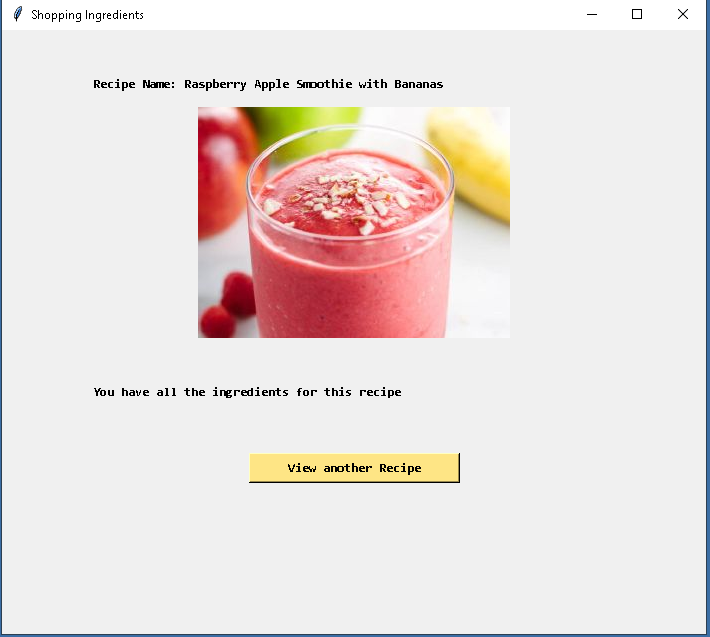 Shopping Ingredients
Recipe Name: Raspberry Apple Smoothie with Bananas
You have all the ingredients for this recipe
View another Recipe